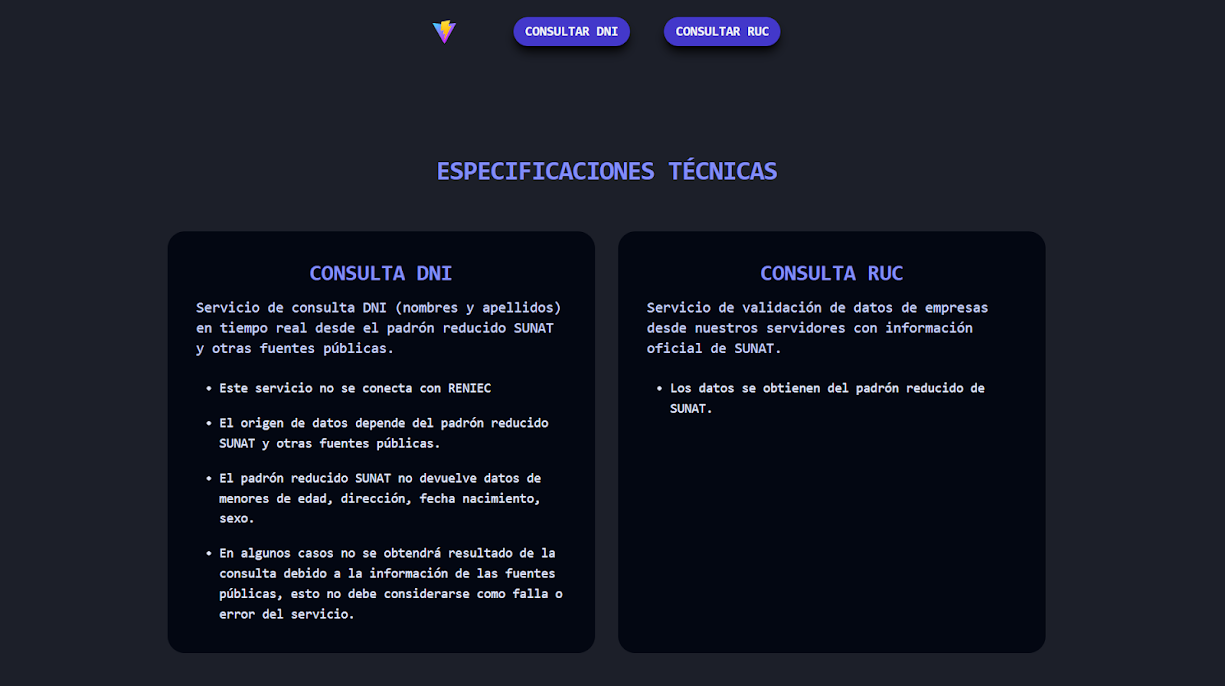 CONSULTAR DNI
CONSULTAR RUC
ESPECIFICACIONES TÉCNICAS
CONSULTA DNI
Servicio de consulta DNI (nombres y apellidos)
en tiempo real desde el padrón reducido SUNAT
y otras fuentes públicas.
• Este servicio no se conecta con RENIEC
• El origen de datos depende del padrón reducido
SUNAT y otras fuentes públicas.
• El padrón reducido SUNAT no devuelve datos de
menores de edad, dirección, fecha nacimiento,
sexo.
• En algunos casos no se obtendrá resultado de la
consulta debido a la información de las fuentes
públicas, esto no debe considerarse como falla o
error del servicio.
CONSULTA RUC
Servicio de validación de datos de empresas
desde nuestros servidores con información
oficial de SUNAT.
• Los datos se obtienen del padrón reducido de
SUNAT.